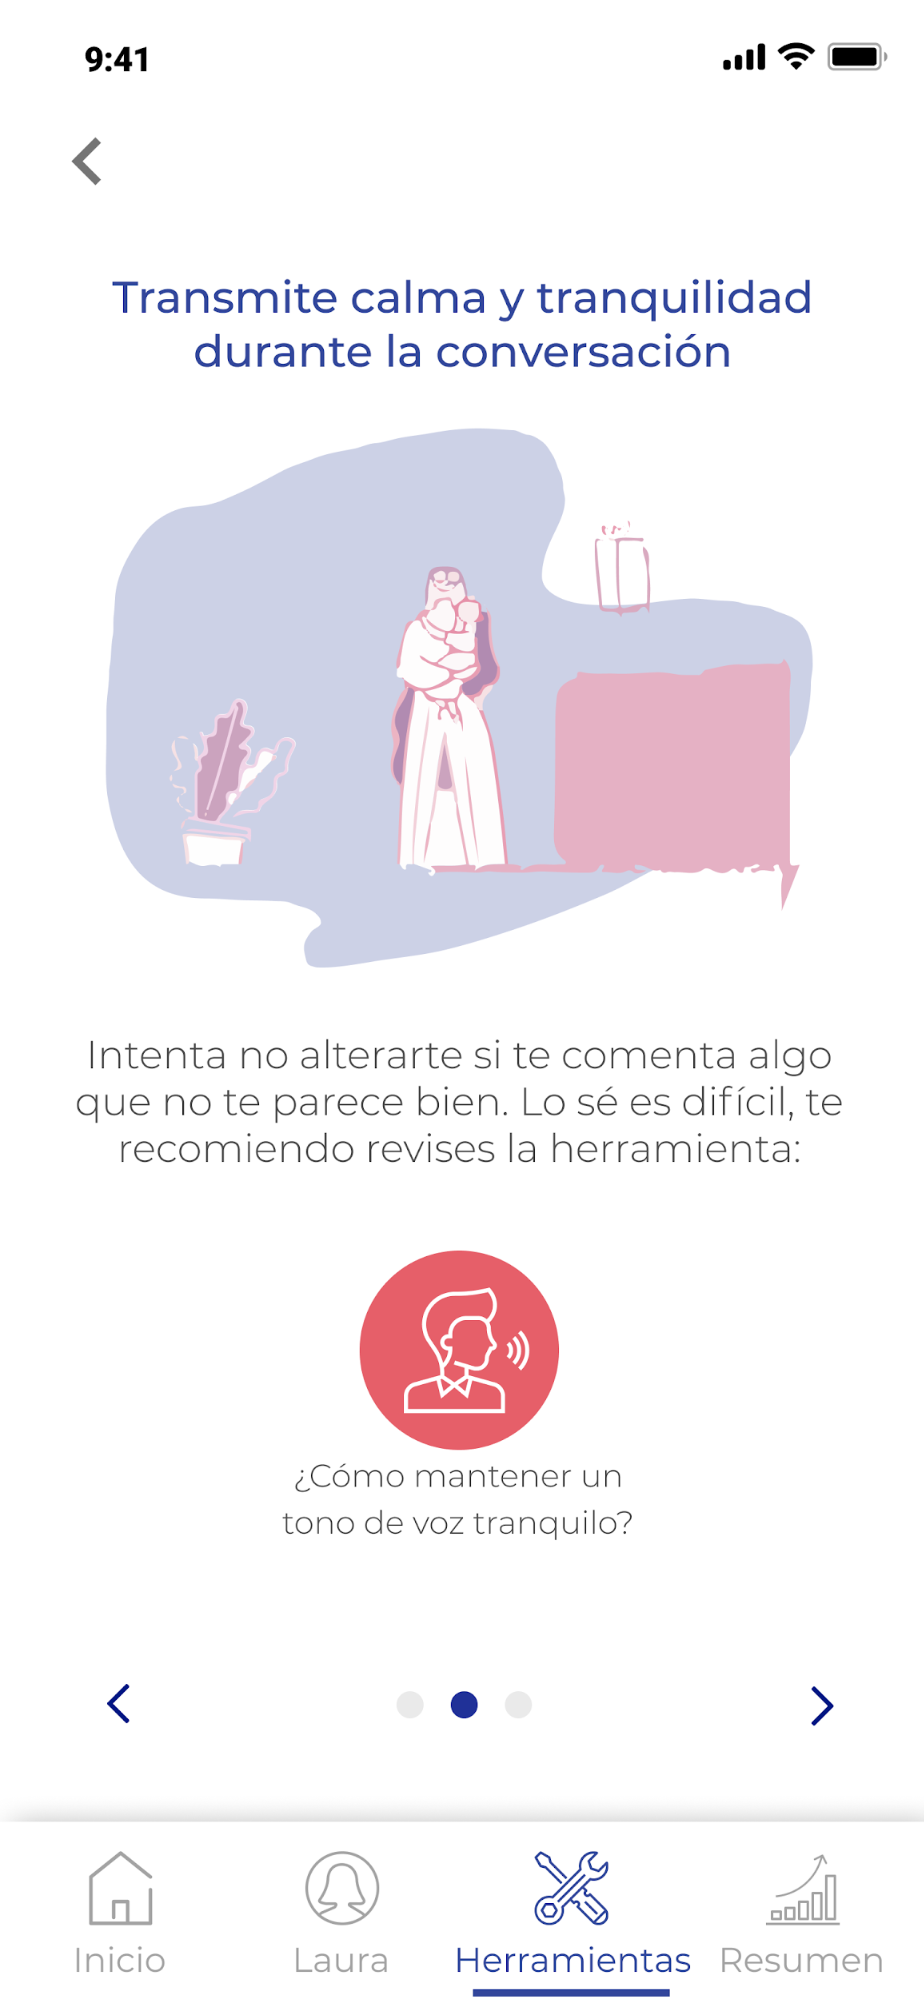 9:41
Transmite calma y tranquilidad
durante la conversación
Intenta no alterarte si te comenta algo
que no te parece bien. Lo sé es difícil, te
recomiendo revises la herramienta:
¿Cómo mantener un
tono de voz tranquilo?
Inicio
Laura
Herramientas
Resumen